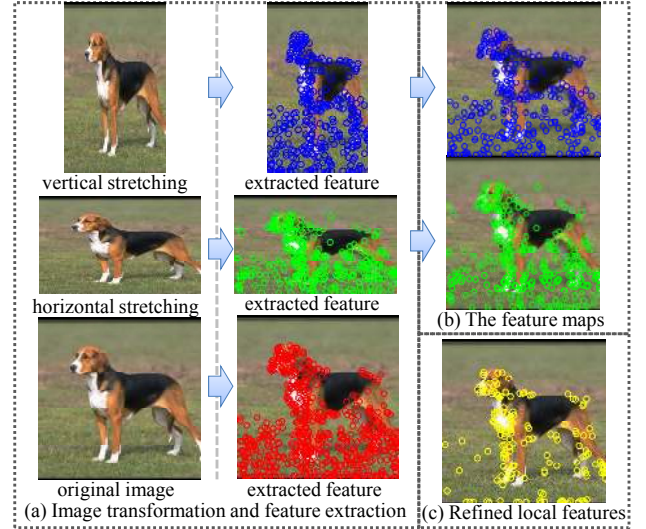 vertical stretching
extracted feature
horizontal stretching
extracted feature
(b) The feature maps
original image
extracted feature
(a) Image transformation and feature extraction
(c) Refined local features